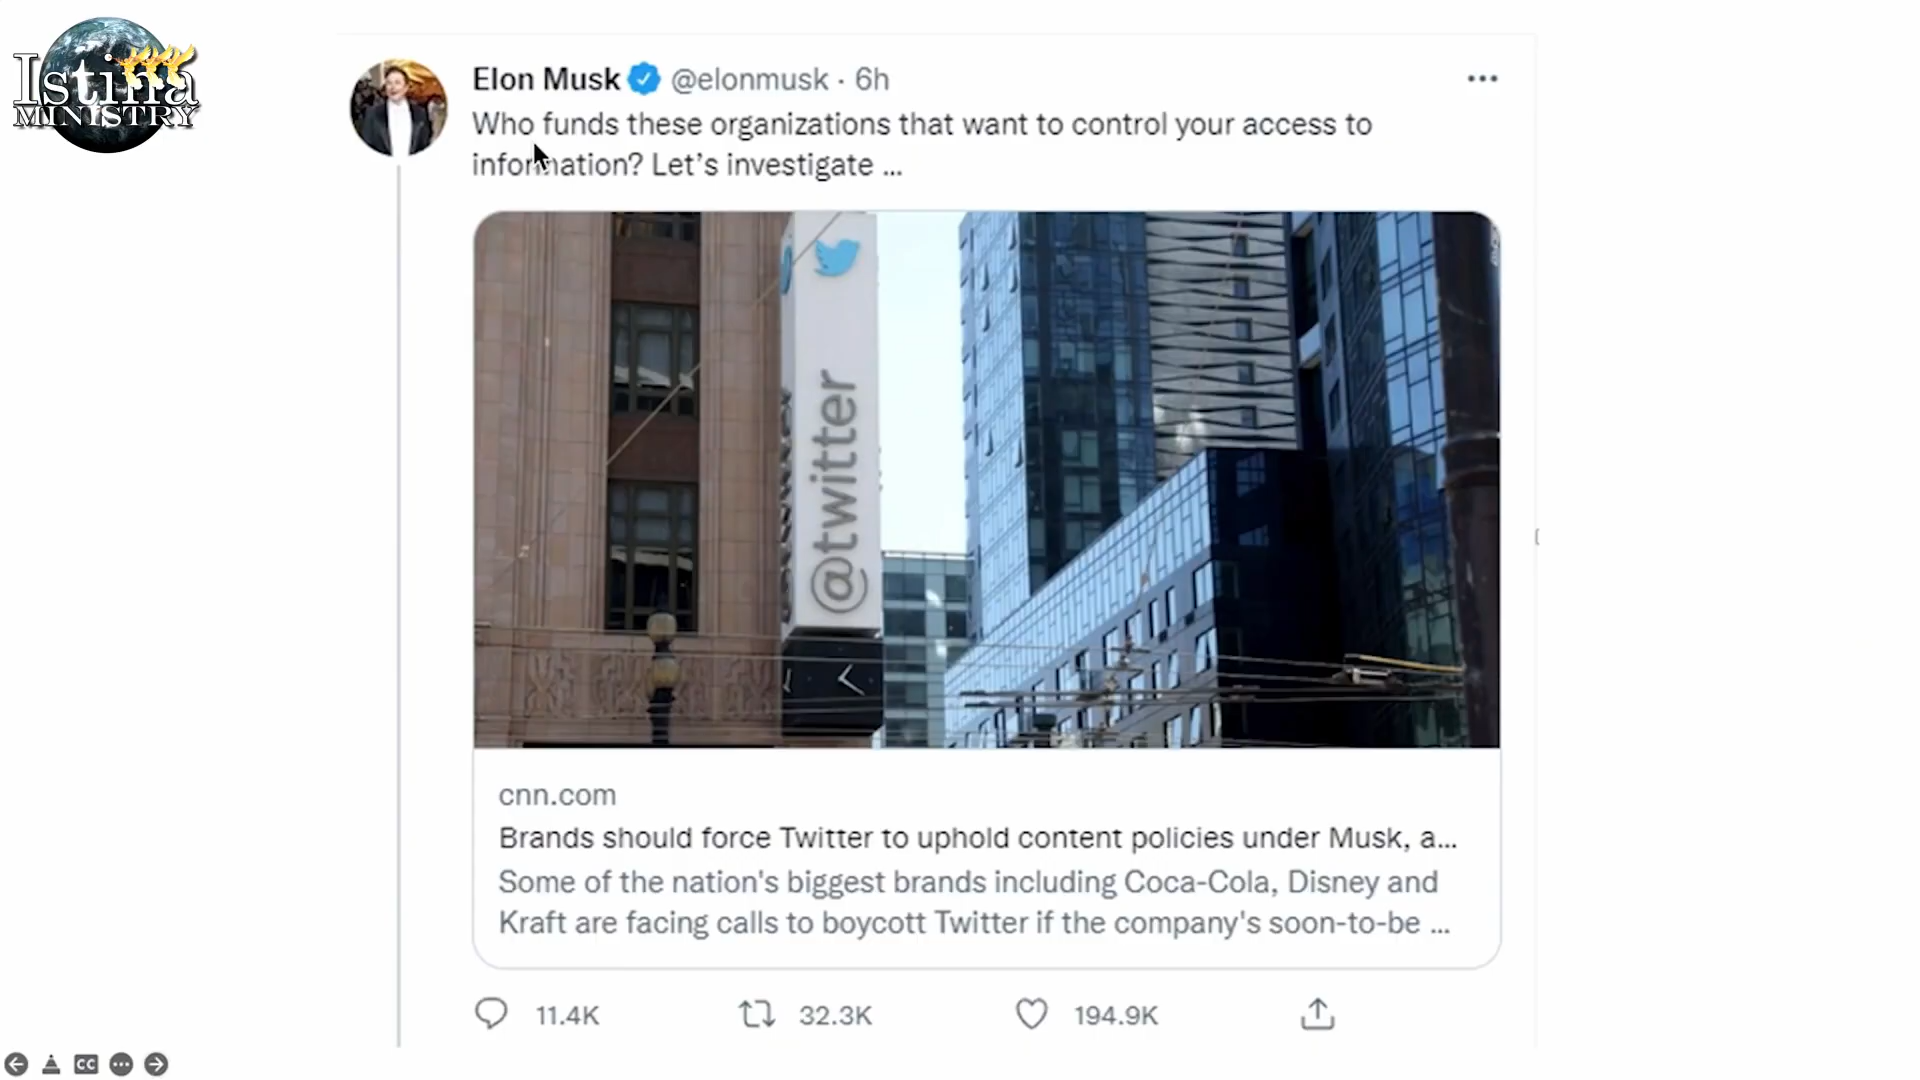 Istina
MINISTRY
Elon Musk @elonmusk · 6h
Who funds these organizations that want to control your access to
information? Let's investigate ...
@twitter
cnn.com
Brands should force Twitter to uphold content policies under Musk, a...
Some of the nation's biggest brands including Coca-Cola, Disney and
Kraft are facing calls to boycott Twitter if the company's soon-to-be ...
11.4K 32.3K 194.9K
CC